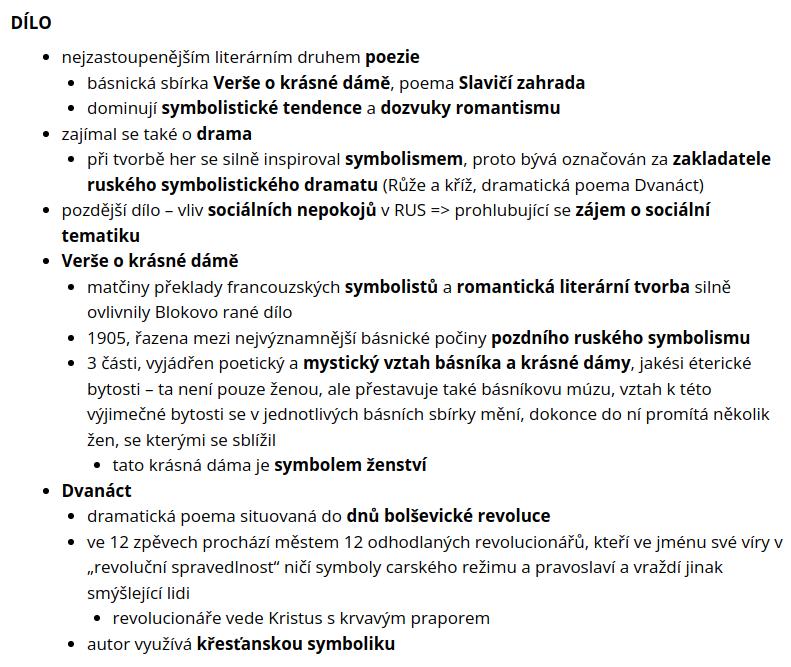 DÍLO
nejzastoupenějším literárním druhem poezie
básnická sbírka Verše o krásné dámě, poema Slavičí zahrada
dominují symbolistické tendence a dozvuky romantismu
zajímal se také o drama
při tvorbě her se silně inspiroval symbolismem, proto bývá označován za zakladatele
ruského symbolistického dramatu (Růže a kříž, dramatická poema Dvanáct)
pozdější dílo – vliv sociálních nepokojů v RUS => prohlubující se zájem o sociální
tematiku
Verše o krásné dámě
matčiny překlady francouzských symbolistů a romantická literární tvorba silně
ovlivnily Blokovo rané dílo
1905, řazena mezi nejvýznamnější básnické počiny pozdního ruského symbolismu
3 části, vyjádřen poetický a mystický vztah básníka a krásné dámy, jakési éterické
bytosti – ta není pouze ženou, ale přestavuje také básníkovu múzu, vztah k této
výjimečné bytosti se v jednotlivých básních sbírky mění, dokonce do ní promítá několik
žen, se kterými se sblížil
tato krásná dáma je symbolem ženství
Dvanáct
dramatická poema situovaná do dnů bolševické revoluce
ve 12 zpěvech prochází městem 12 odhodlaných revolucionářů, kteří ve jménu své víry v
„revoluční spravedlnost“ ničí symboly carského režimu a pravoslaví a vraždí jinak
smýšlející lidi
revolucionáře vede Kristus s krvavým praporem
autor využívá křesťanskou symboliku